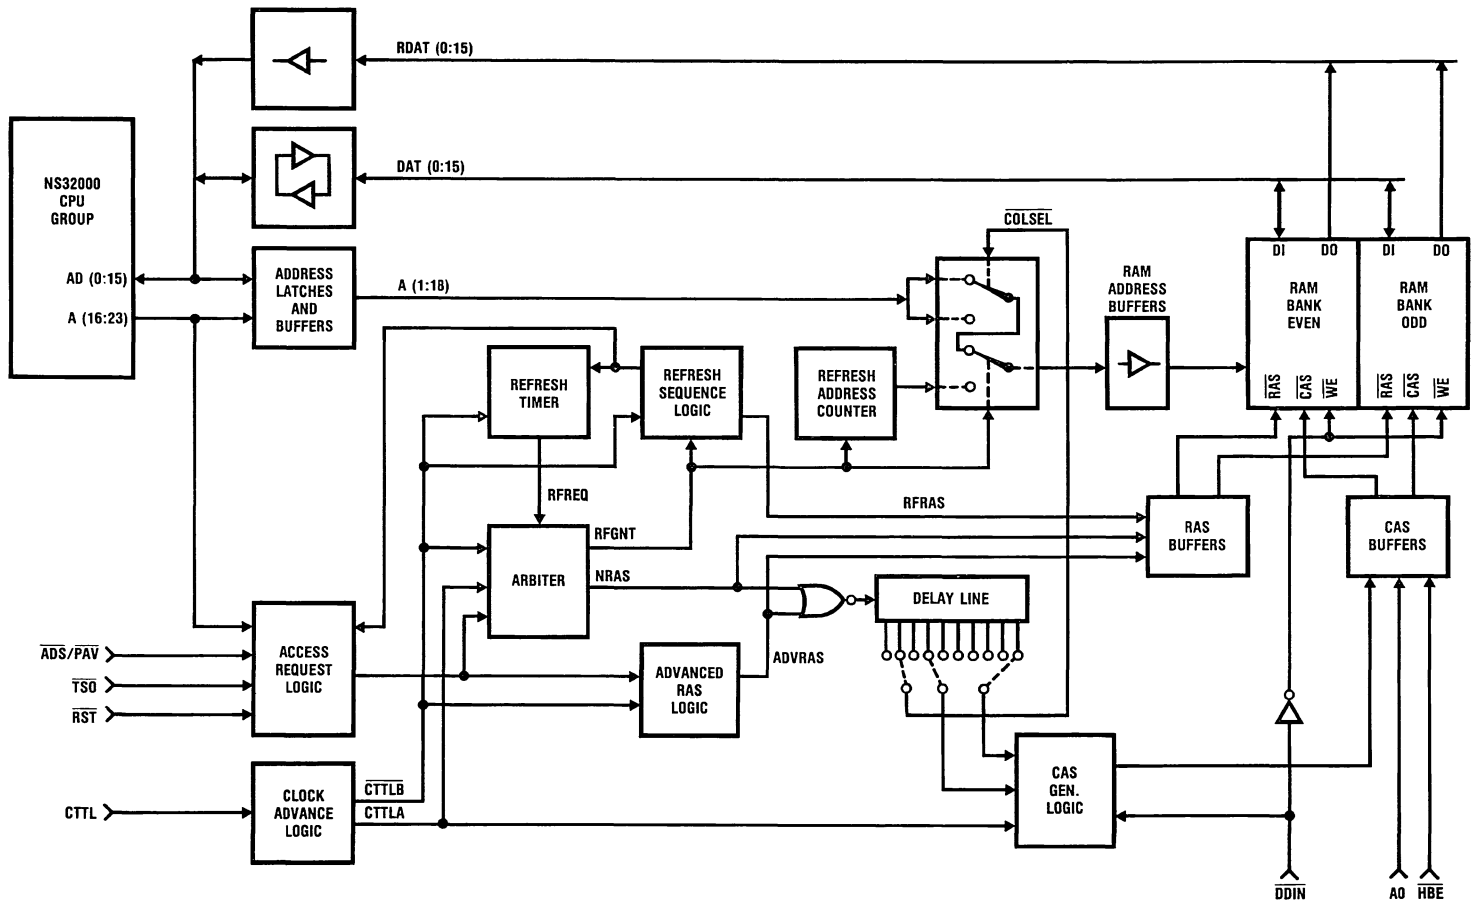 RDAT (0:15)
DAT (0:15)
NS32000
CPU
GROUP
AD (0:15)
A (16:23)
ADDRESS
LATCHES
AND
BUFFERS
A (1:18)
COLSEL
RAM
ADDRESS
BUFFERS
DI
DO
DI
DO
RAM
BANK
EVEN
RAM
BANK
ODD
RAS
CAS
WE
RAS
CAS
WE
REFRESH
TIMER
REFRESH
SEQUENCE
LOGIC
REFRESH
ADDRESS
COUNTER
RFREQ
RFGNT
RFRAS
ARBITER
NRAS
RAS
BUFFERS
CAS
BUFFERS
DELAY LINE
ADS/PAV
TSO
RST
ACCESS
REQUEST
LOGIC
ADVANCED
RAS
LOGIC
ADVRAS
CTTL
CLOCK
ADVANCE
LOGIC
CTTLB
CTTLA
CAS
GEN.
LOGIC
DDIN
A0
HBE